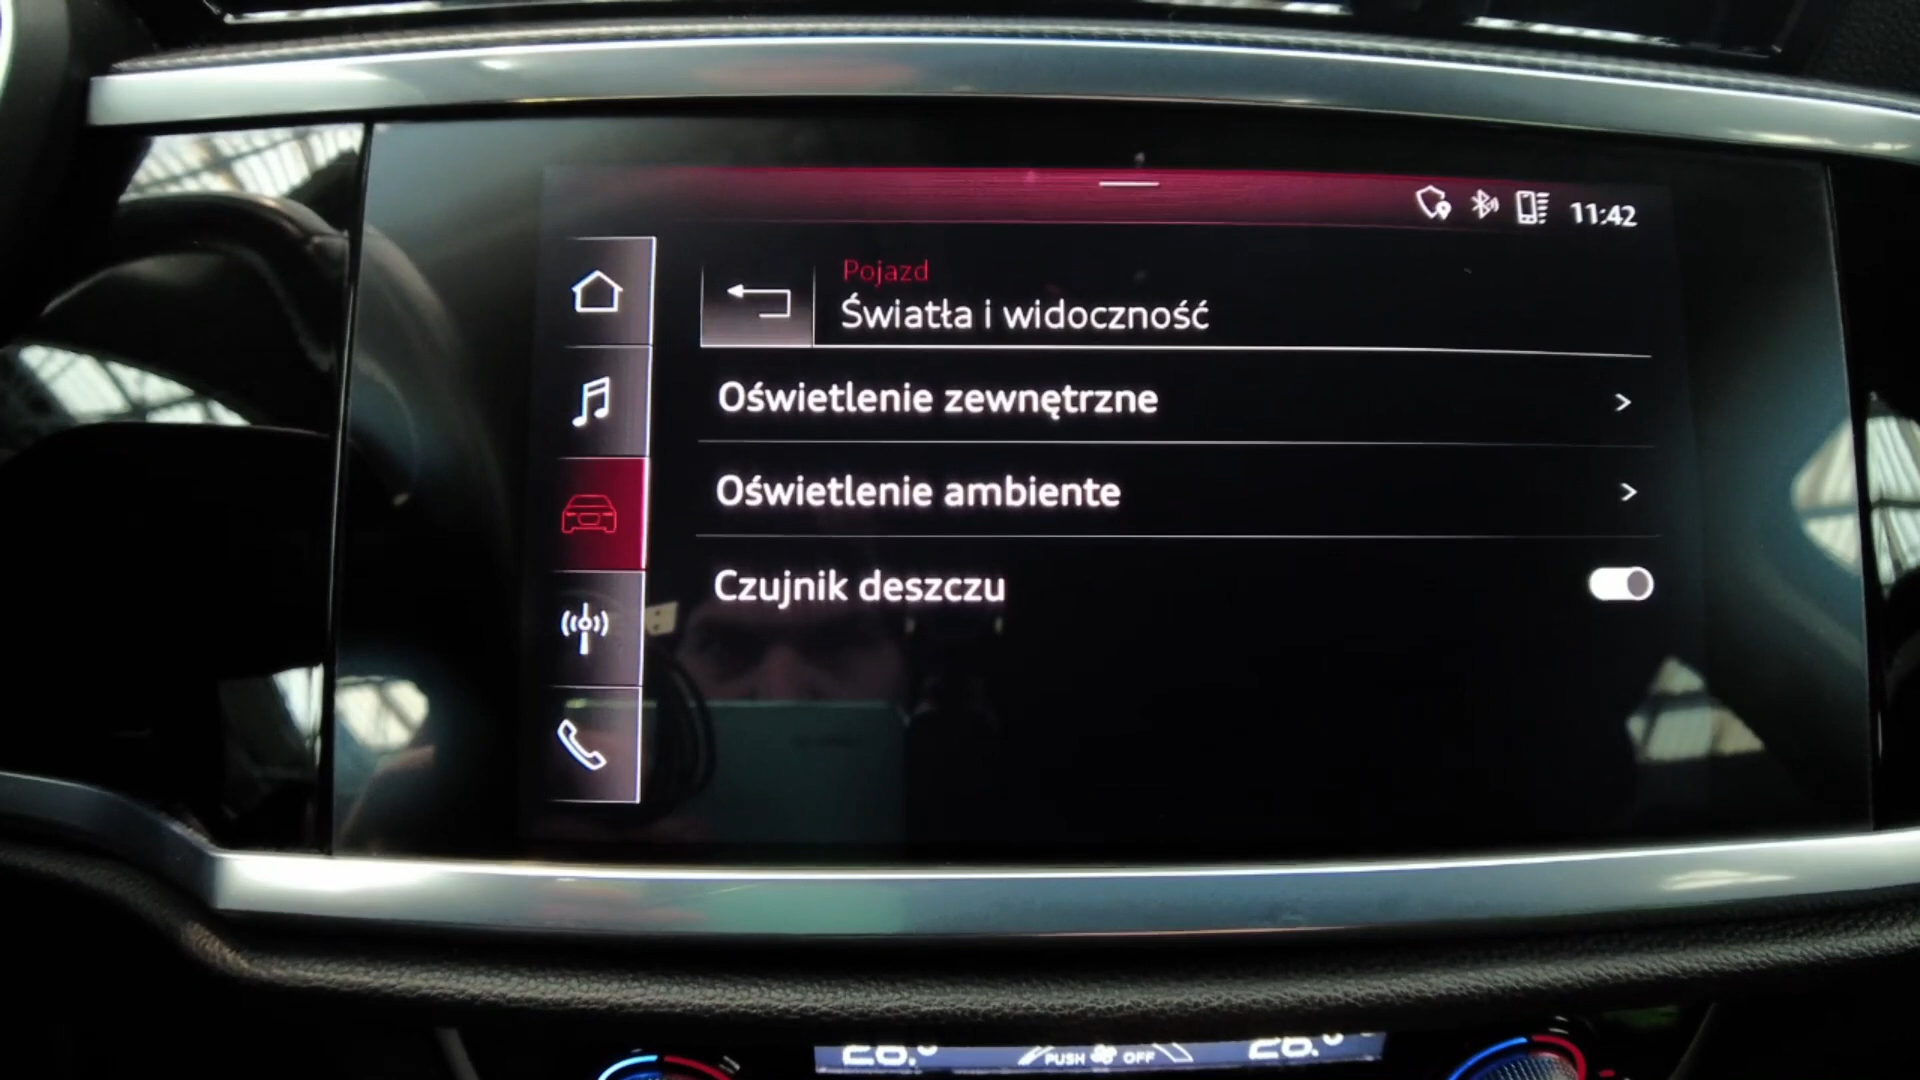 11:42
Pojazd
Światła i widoczność
Oświetlenie zewnętrzne
Oświetlenie ambiente
Czujnik deszczu
PUSH OFF